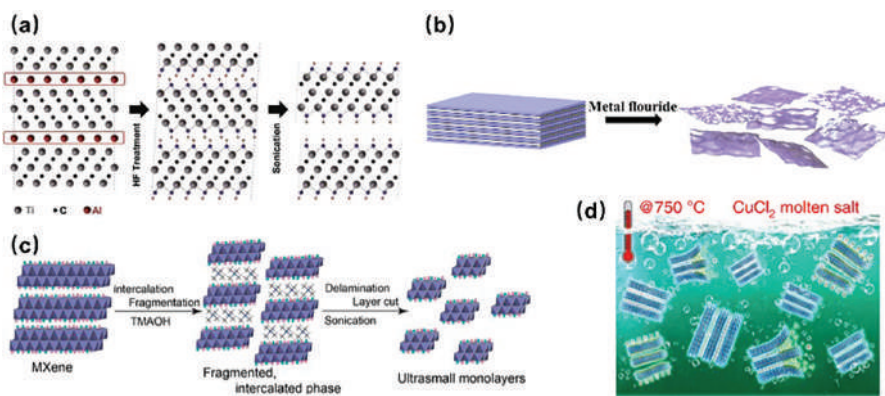 (a)
HF Treatment
Sonication
Ti
C
Al
(b)
Metal flouride
(c)
MXene
intercalation
Fragmentation
TMAOH
Fragmented,
intercalated phase
Delamination
Layer cut
Sonication
Ultrasmall monolayers
(d)
@750 °C CuCl₂ molten salt